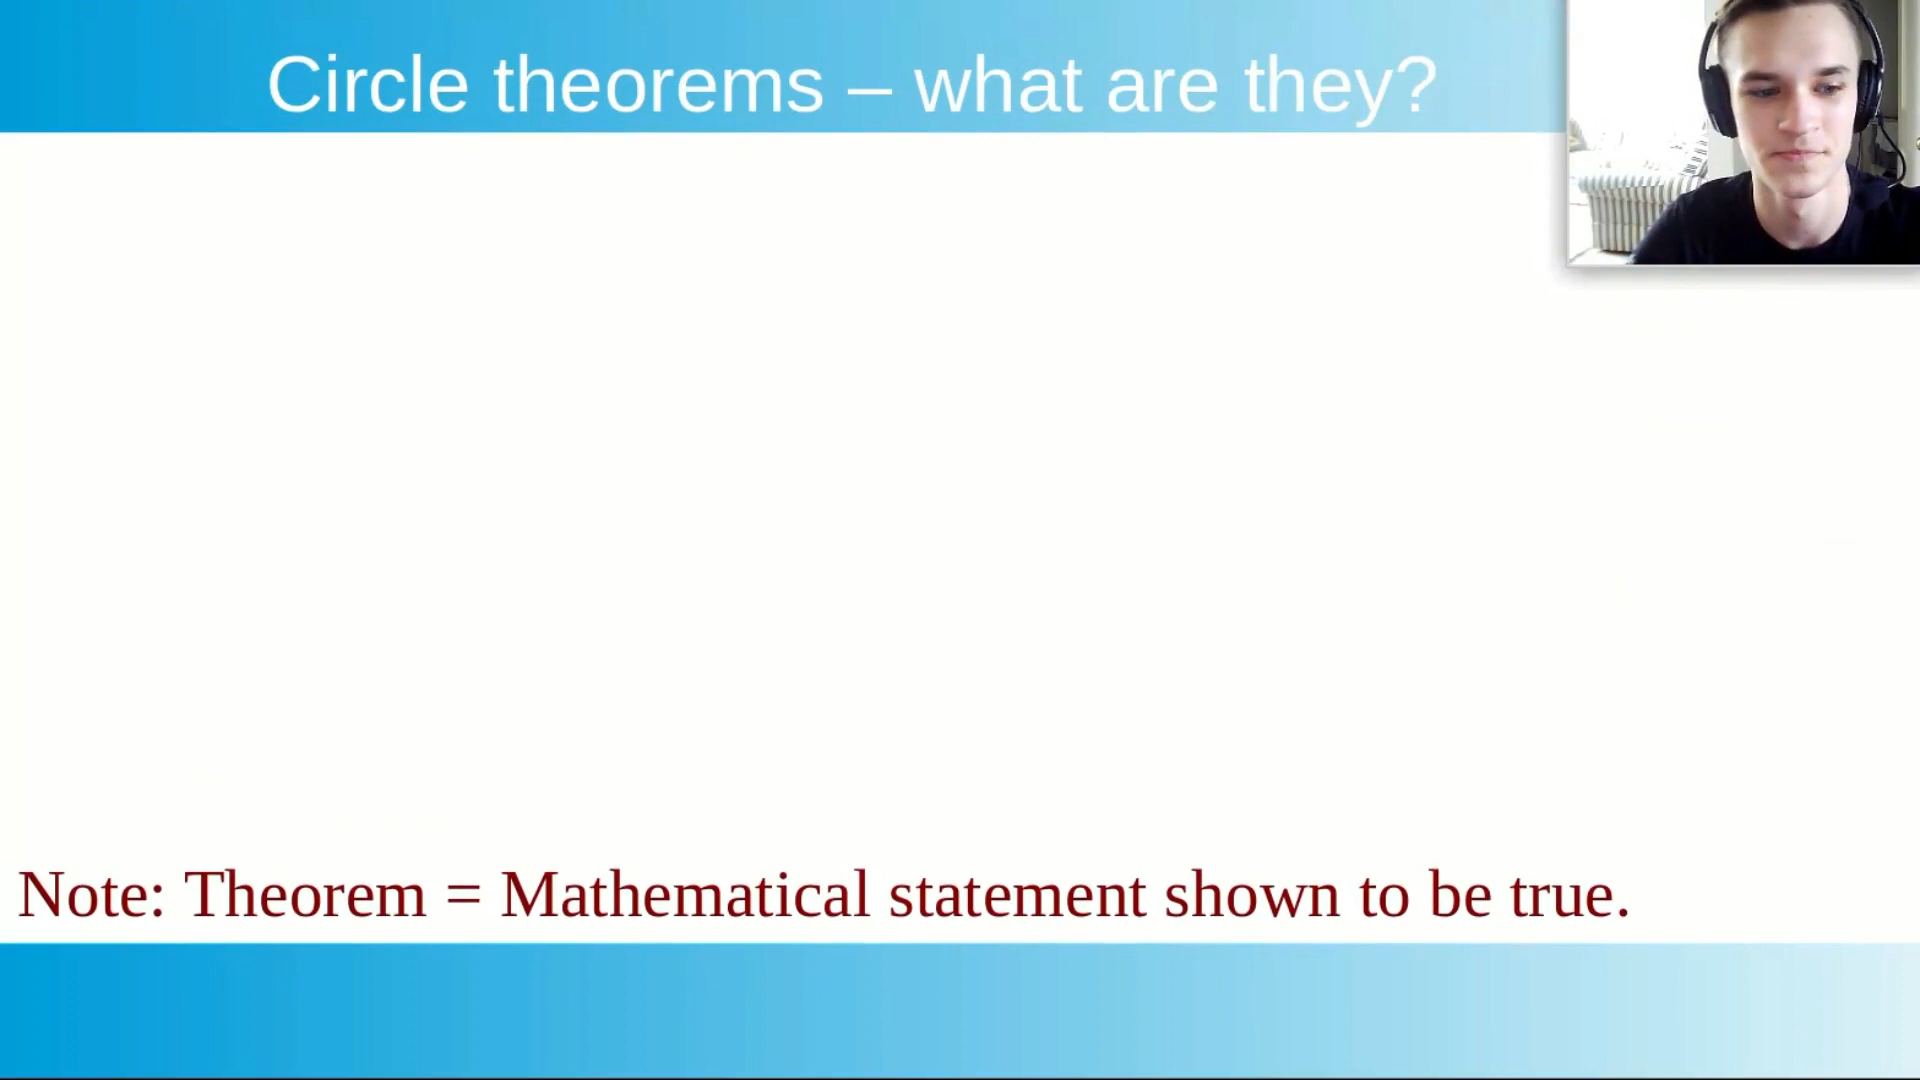 Circle theorems – what are they?
Note: Theorem = Mathematical statement shown to be true.